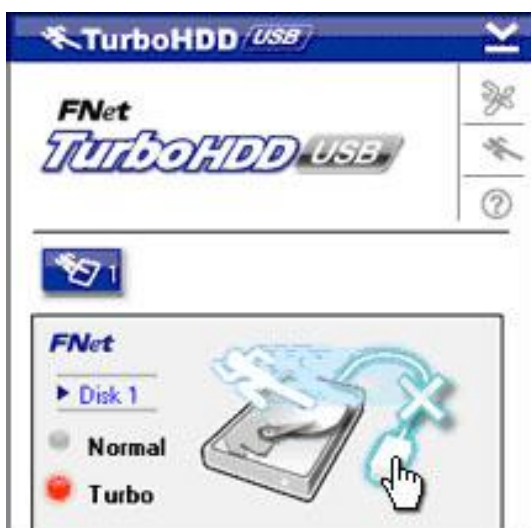 TurboHDD USB
FNet
TurboHDD USB
?
1
FNet
Disk 1
Normal
Turbo